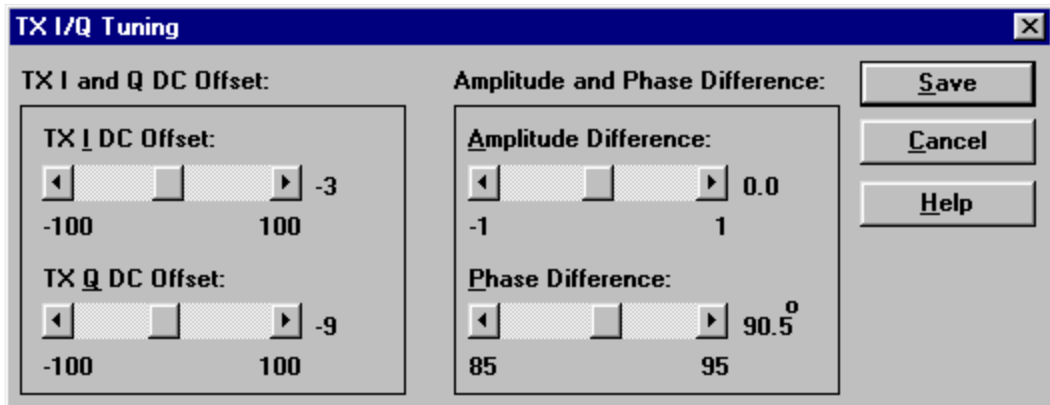 TX I/Q Tuning
TX I and Q DC Offset:
TX I DC Offset:
-3
-100 100
TX Q DC Offset:
-9
-100 100
Amplitude and Phase Difference:
Amplitude Difference:
0.0
-1 1
Phase Difference:
90.5°
85 95
Save
Cancel
Help